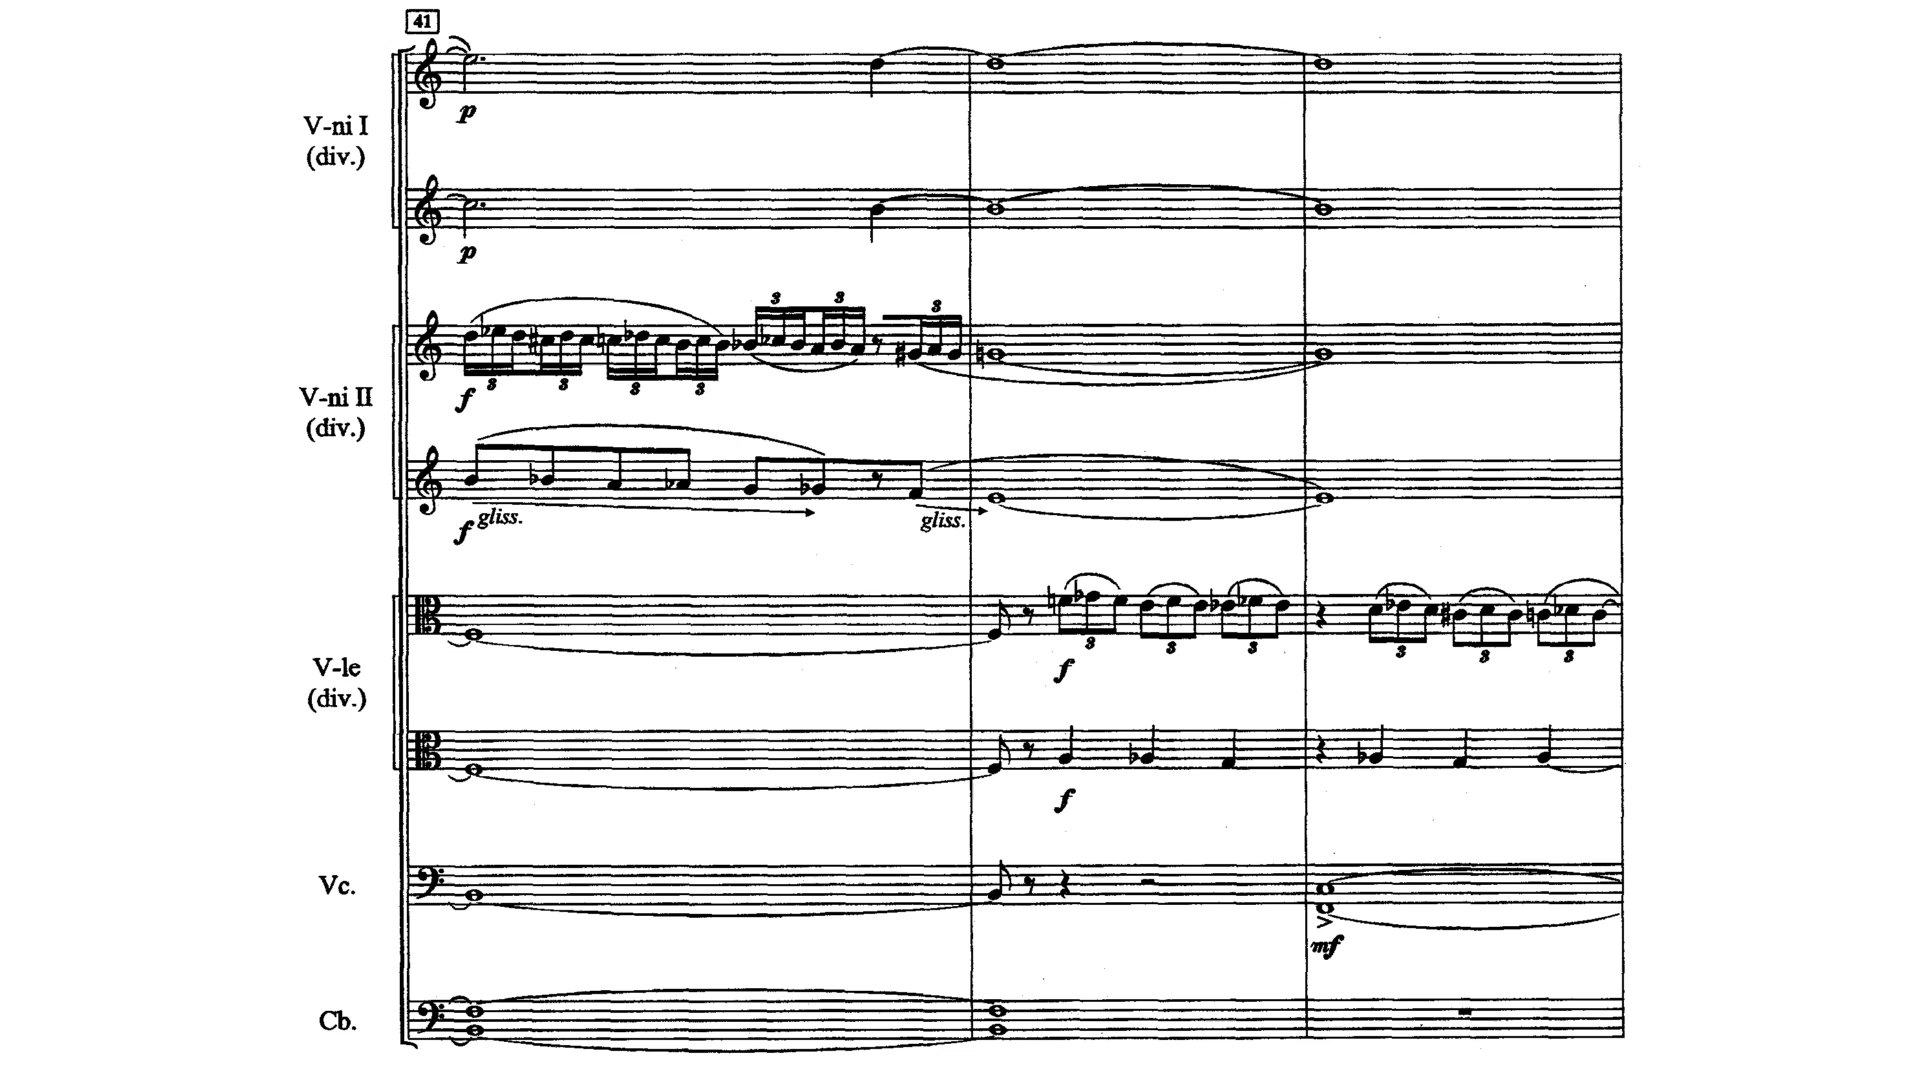 41
V-ni I
(div.)
p
p
3 3 3
3 3 3 3
f
V-ni II
(div.)
gliss.
f
gliss.
3 3 3 3 3 3
f
V-le
(div.)
f
Vc.
mf
Cb.